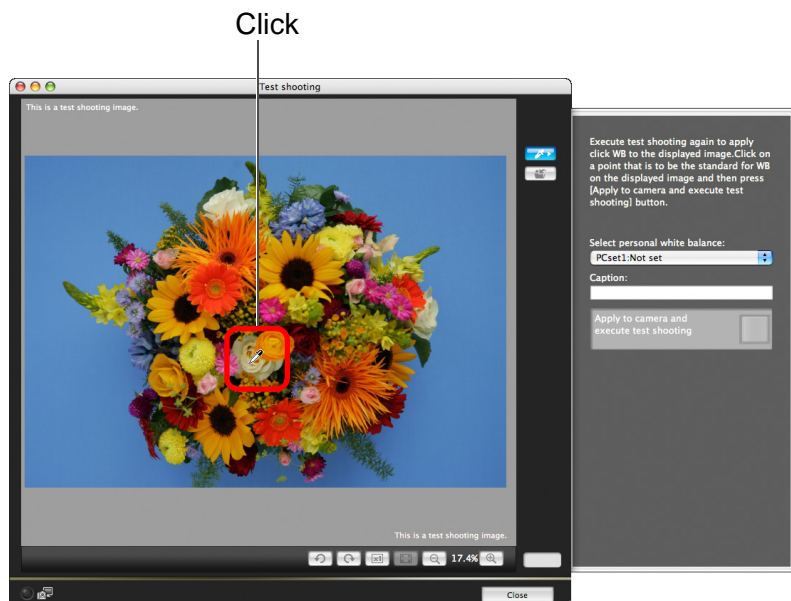 Click
Test shooting
This is a test shooting image.
Execute test shooting again to apply
click WB to the displayed image.Click on
a point that is to be the standard for WB
on the displayed image and then press
[Apply to camera and execute test
shooting] button.
Select personal white balance:
PCset1:Not set
Caption:
Apply to camera and
execute test shooting
This is a test shooting image.
x1
17.4%
Close